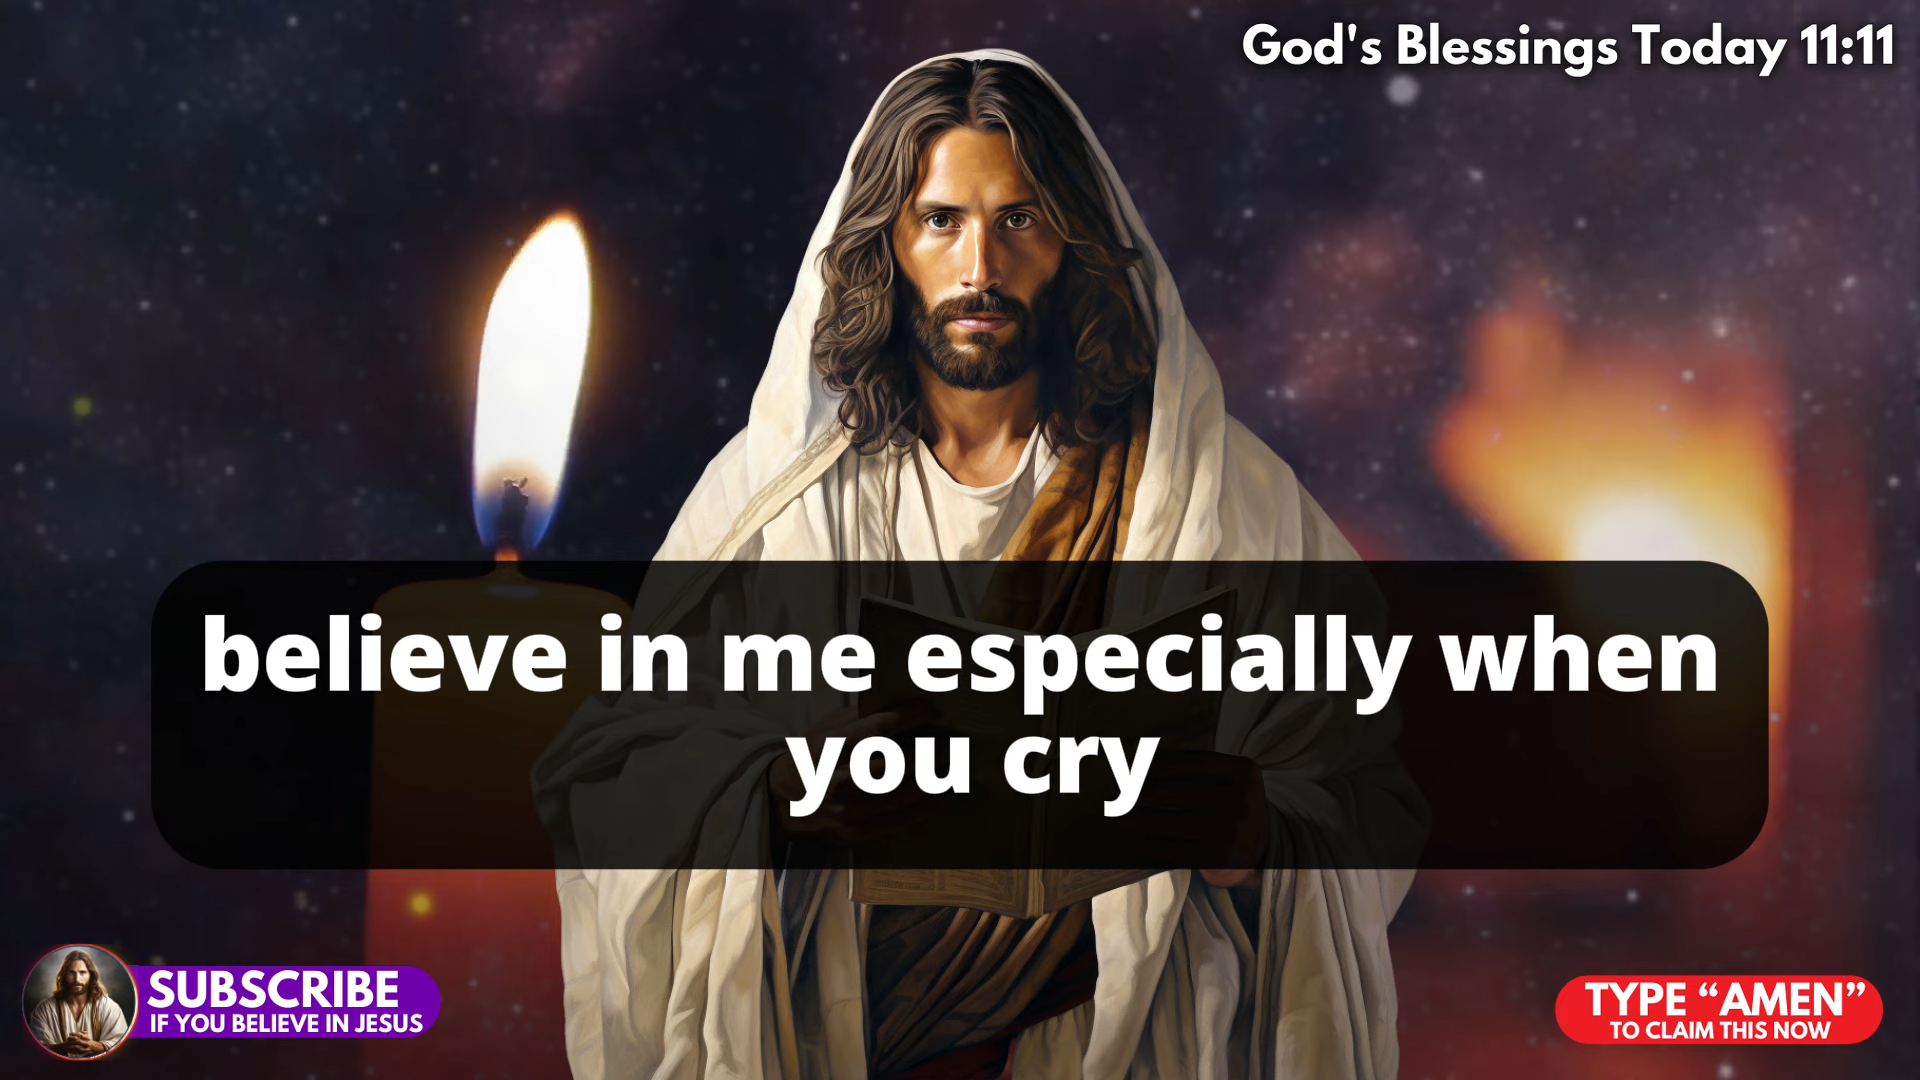 God's Blessings Today 11:11
believe in me especially when
you cry
SUBSCRIBE
IF YOU BELIEVE IN JESUS
TYPE “AMEN”
TO CLAIM THIS NOW